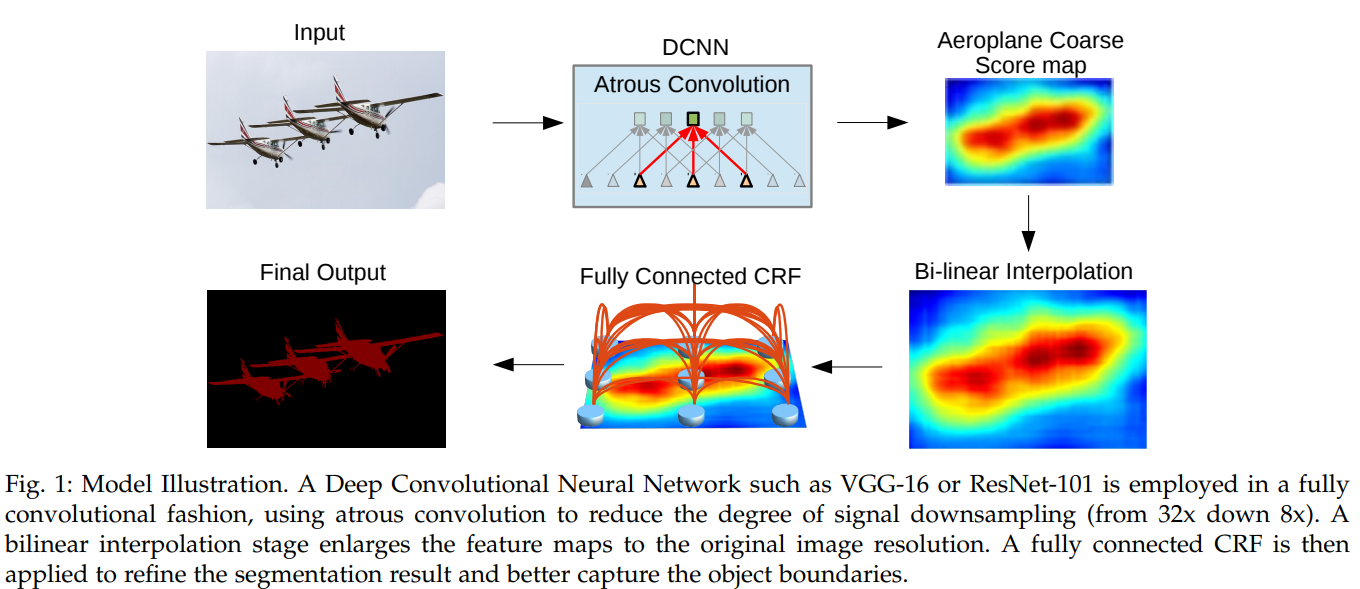 Input
DCNN
Atrous Convolution
Aeroplane Coarse
Score map
Final Output
Fully Connected CRF
Bi-linear Interpolation
Fig. 1: Model Illustration. A Deep Convolutional Neural Network such as VGG-16 or ResNet-101 is employed in a fully
convolutional fashion, using atrous convolution to reduce the degree of signal downsampling (from 32x down 8x). A
bilinear interpolation stage enlarges the feature maps to the original image resolution. A fully connected CRF is then
applied to refine the segmentation result and better capture the object boundaries.